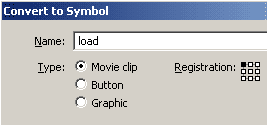 Convert to Symbol
Name: load
Type: Movie clip Registration:
Button
Graphic